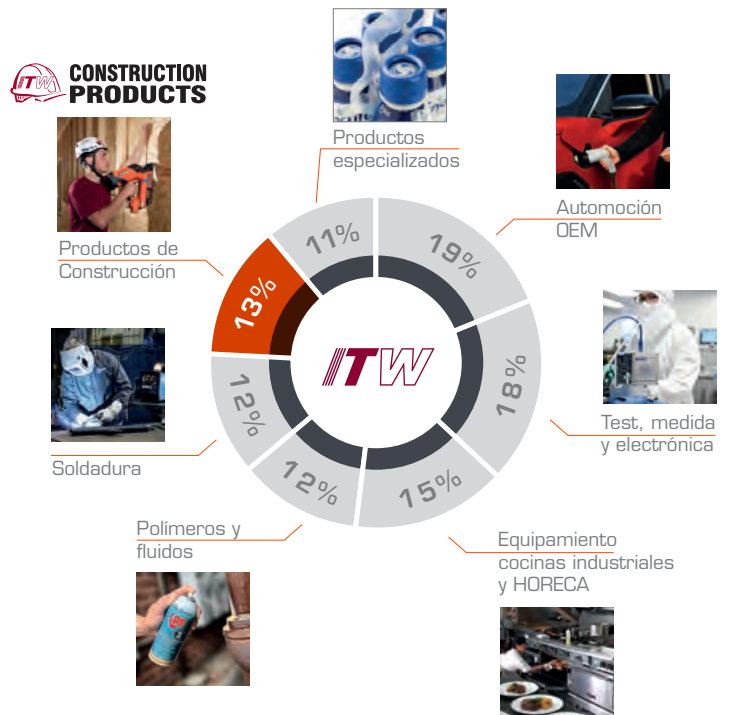 ITW
CONSTRUCTION
PRODUCTS
Productos
especializados
Automoción
OEM
Productos de
Construcción
11%
19%
13%
18%
12%
12%
15%
ITW
Test, medida
y electrónica
Soldadura
Polímeros y
fluidos
Equipamiento
cocinas industriales
y HORECA
LPS